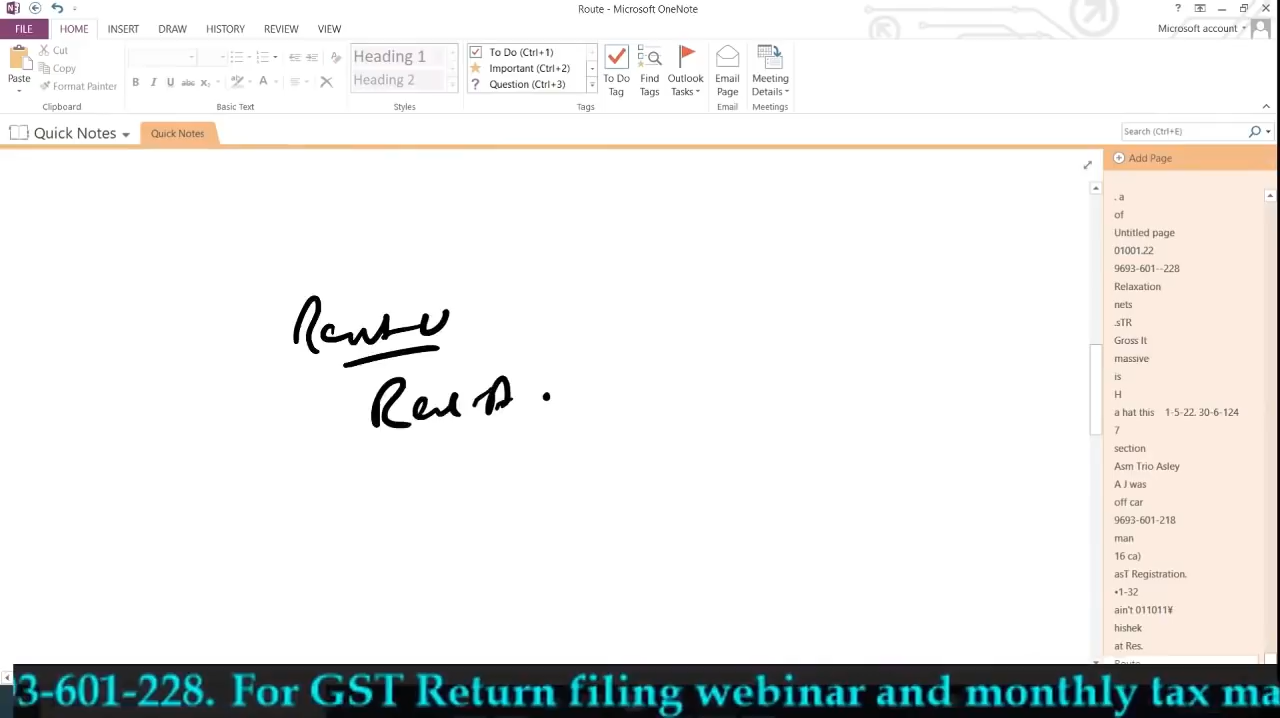 Route - Microsoft OneNote
FILE HOME INSERT DRAW HISTORY REVIEW VIEW Microsoft account
Paste
Cut
Copy
Format Painter
Clipboard
Basic Text
Heading 1
Heading 2
Styles
To Do (Ctrl+1)
Important (Ctrl+2)
Question (Ctrl+3)
Tags
To Do Tag
Find Tags
Outlook Tasks
Email Page
Email
Meeting Details
Meetings
Quick Notes Quick Notes
Search (Ctrl+E)
Add Page
. a
of
Untitled page
01001.22
9693-601--228
Relaxation
nets
.sTR
Gross It
massive
is
H
a hat this 1-5-22. 30-6-124
7
section
Asm Trio Asley
A J was
off car
9693-601-218
man
16 ca)
asT Registration.
•1-32
ain't 011011¥
hishek
at Res.
Route
3-601-228. For GST Return filing webinar and monthly tax ma